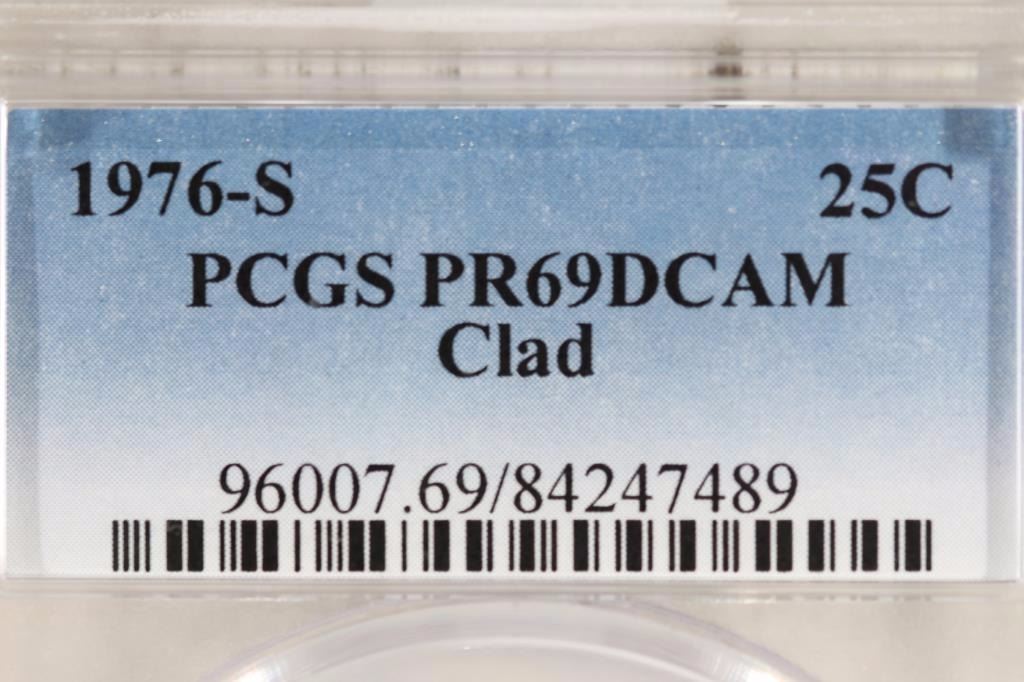 1976-S 25C
PCGS PR69DCAM
Clad
96007.69/84247489